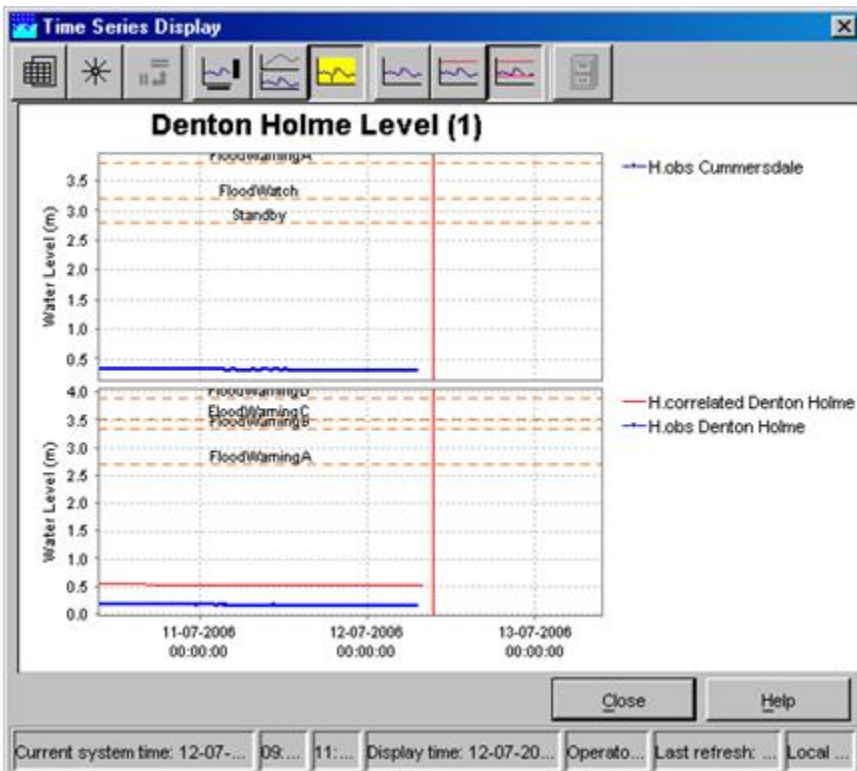 Time Series Display
Denton Holme Level (1)
FloodWarningA
FloodWatch
Standby
Water Level (m)
3.5
3.0
2.5
2.0
1.5
1.0
0.5
H.obs Cummersdale
FloodWarningD
FloodWarningC
FloodWarningB
FloodWarningA
Water Level (m)
4.0
3.5
3.0
2.5
2.0
1.5
1.0
0.5
0.0
H.correlated Denton Holme
H.obs Denton Holme
11-07-2006
00:00:00
12-07-2006
00:00:00
13-07-2006
00:00:00
Close
Help
Current system time: 12-07-...
09:...
11:...
Display time: 12-07-20...
Operato...
Last refresh: ...
Local ...